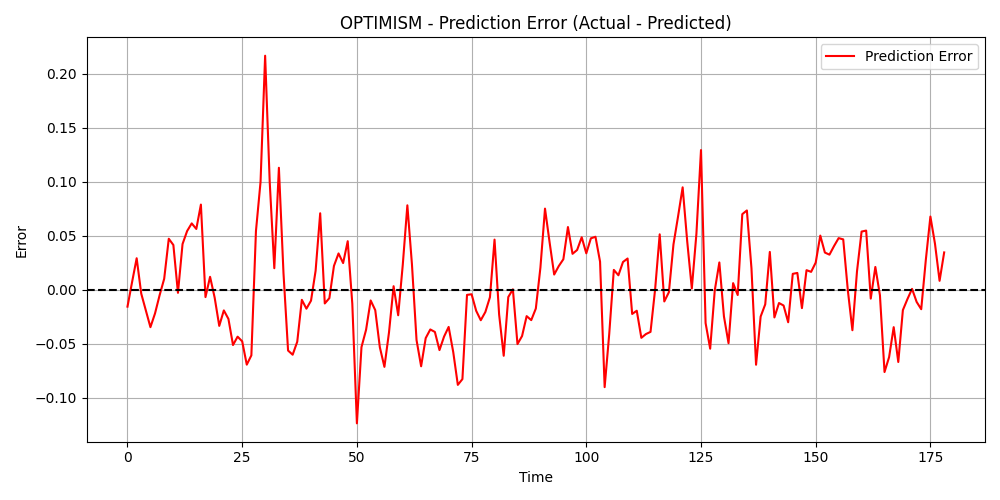 OPTIMISM - Prediction Error (Actual - Predicted)
Prediction Error
0.20
0.15
0.10
0.05
0.00
−0.05
−0.10
Error
0 25 50 75 100 125 150 175
Time